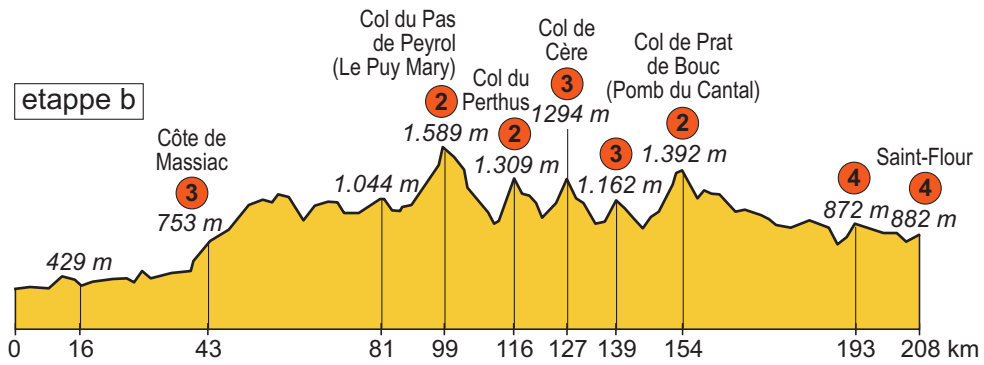 etappe b
429 m
Côte de
Massiac
3
753 m
1.044 m
Col du Pas
de Peyrol
(Le Puy Mary)
2
1.589 m
Col du
Perthus
2
1.309 m
Col de
Cère
3
1294 m
3
1.162 m
Col de Prat
de Bouc
(Pomb du Cantal)
2
1.392 m
4
872 m
Saint-Flour
4
882 m
0 16 43 81 99 116 127 139 154 193 208 km